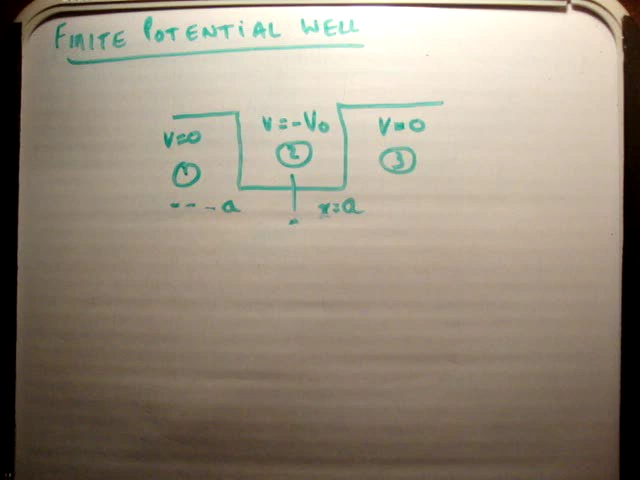 FINITE POTENTIAL WELL
V=0 V=-V0 V=0
1 2 3
-a x=a